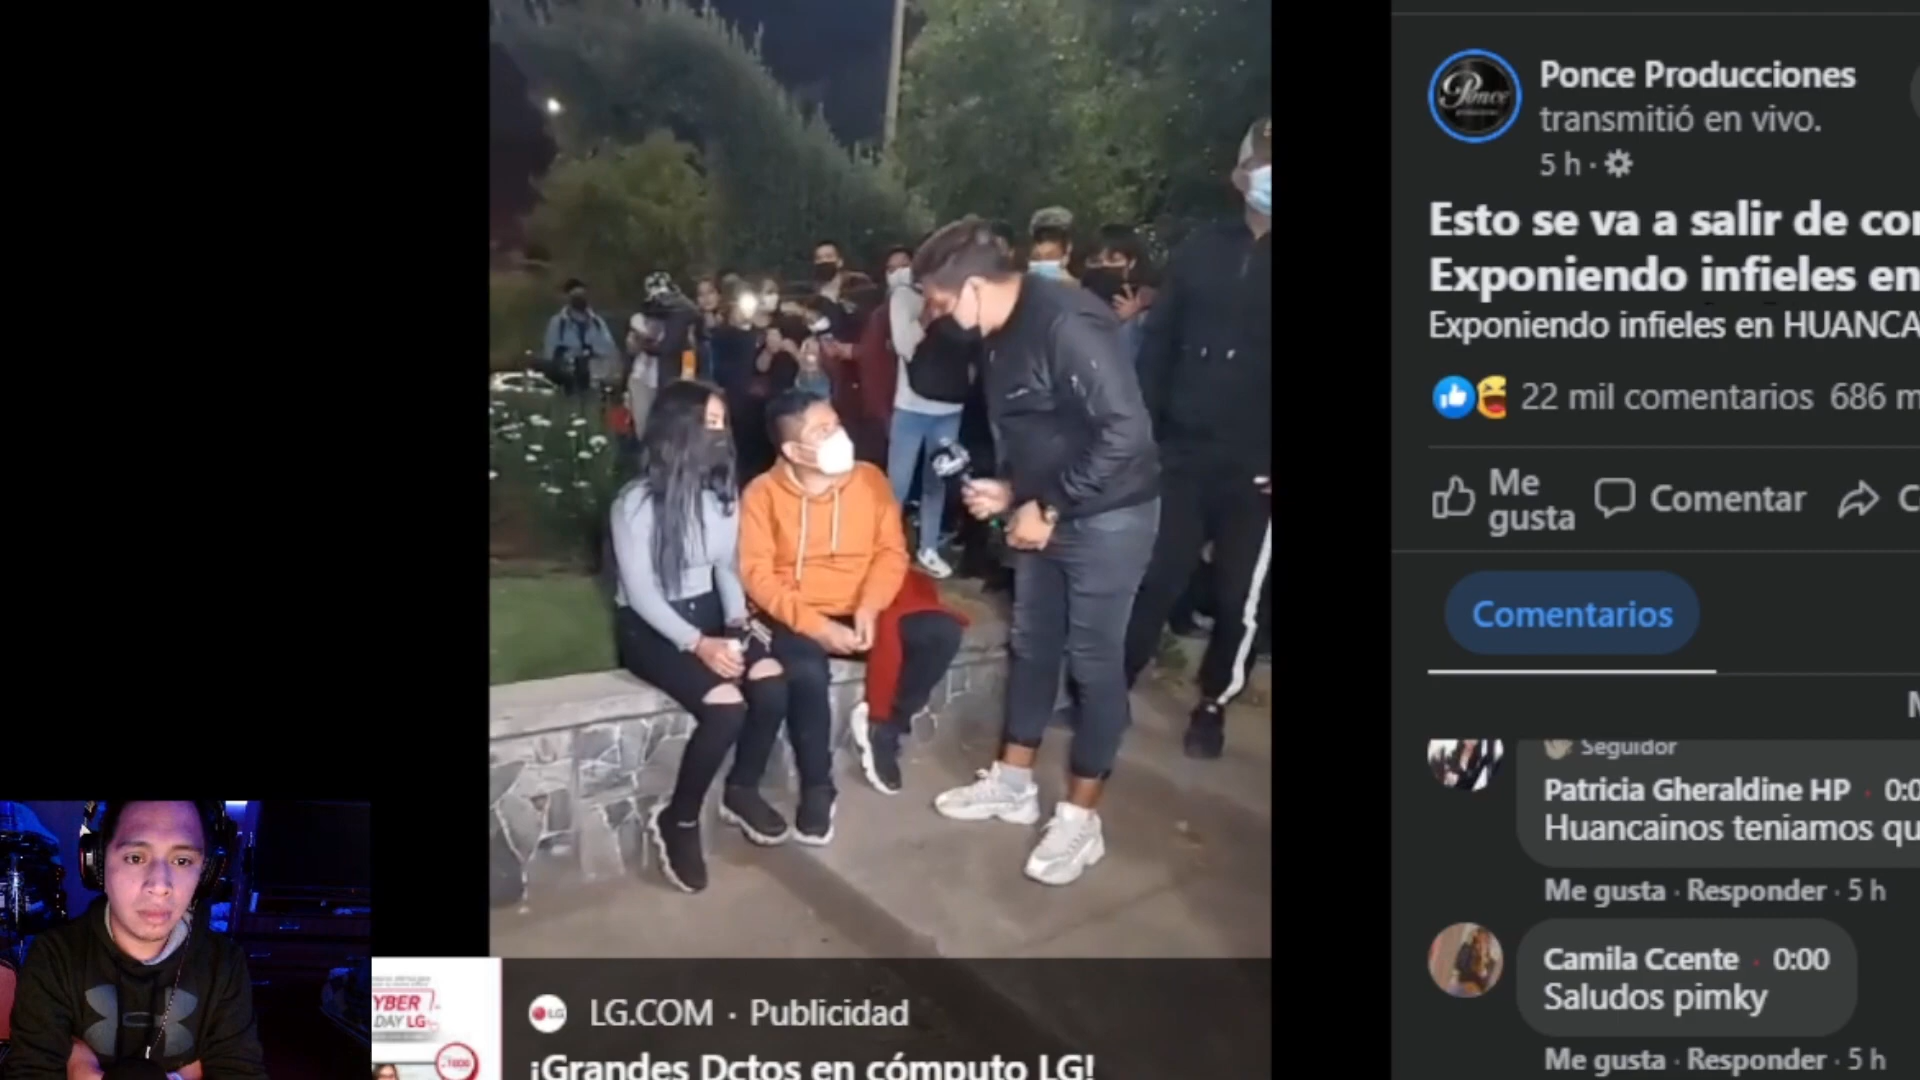 Ponce
Ponce Producciones
transmitió en vivo.
5 h ·
Esto se va a salir de con
Exponiendo infieles en
Exponiendo infieles en HUANCA
22 mil comentarios 686 m
Me gusta
Comentar
C
Comentarios
M
Seguidor
Patricia Gheraldine HP · 0:0
Huancainos teniamos qu
Me gusta · Responder · 5 h
Camila Ccente · 0:00
Saludos pimky
Me gusta · Responder · 5 h
YBER
DAY LG
LG
LG.COM · Publicidad
¡Grandes Dctos en cómputo LG!